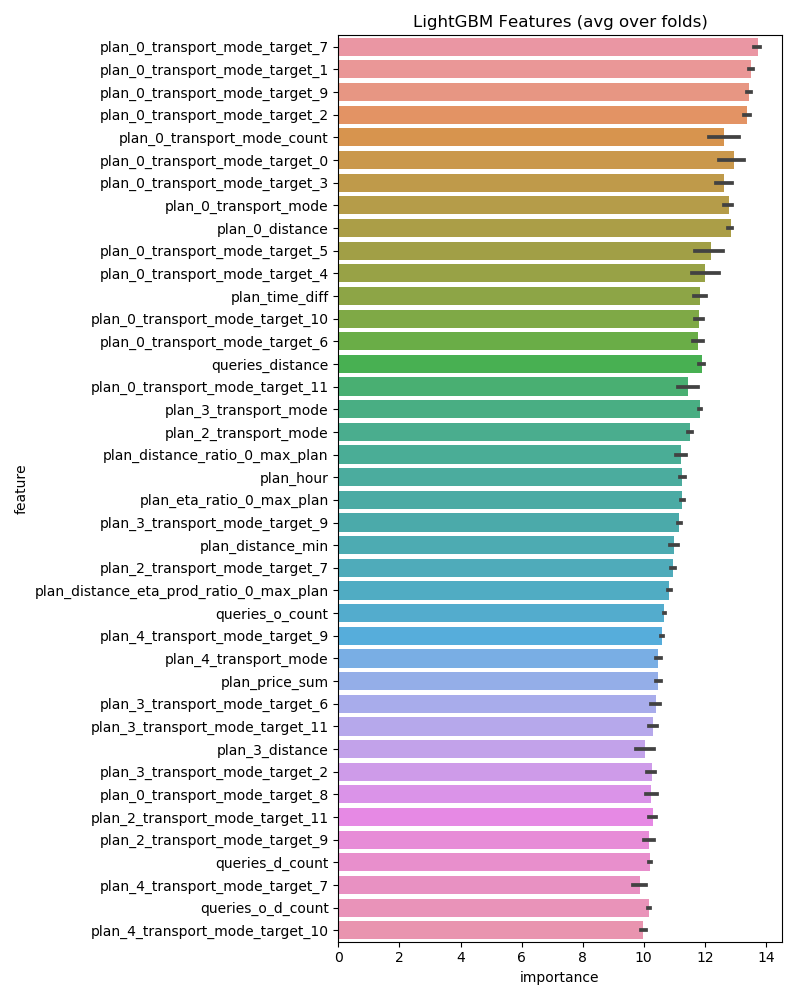 LightGBM Features (avg over folds)
plan_0_transport_mode_target_7
plan_0_transport_mode_target_1
plan_0_transport_mode_target_9
plan_0_transport_mode_target_2
plan_0_transport_mode_count
plan_0_transport_mode_target_0
plan_0_transport_mode_target_3
plan_0_transport_mode
plan_0_distance
plan_0_transport_mode_target_5
plan_0_transport_mode_target_4
plan_time_diff
plan_0_transport_mode_target_10
plan_0_transport_mode_target_6
queries_distance
plan_0_transport_mode_target_11
plan_3_transport_mode
plan_2_transport_mode
plan_distance_ratio_0_max_plan
plan_hour
plan_eta_ratio_0_max_plan
plan_3_transport_mode_target_9
plan_distance_min
plan_2_transport_mode_target_7
plan_distance_eta_prod_ratio_0_max_plan
queries_o_count
plan_4_transport_mode_target_9
plan_4_transport_mode
plan_price_sum
plan_3_transport_mode_target_6
plan_3_transport_mode_target_11
plan_3_distance
plan_3_transport_mode_target_2
plan_0_transport_mode_target_8
plan_2_transport_mode_target_11
plan_2_transport_mode_target_9
queries_d_count
plan_4_transport_mode_target_7
queries_o_d_count
plan_4_transport_mode_target_10
feature
0 2 4 6 8 10 12 14
importance